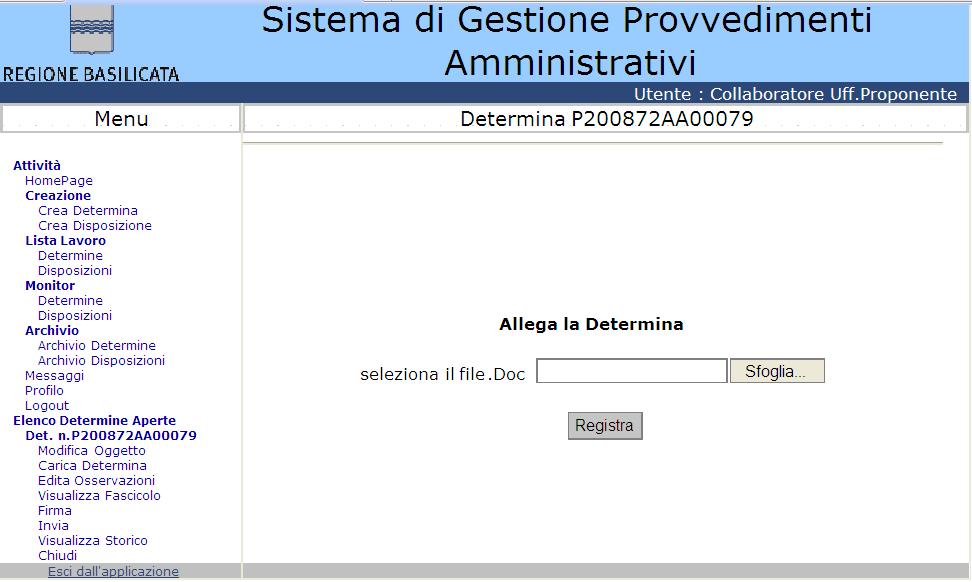 Sistema di Gestione Provvedimenti
Amministrativi
REGIONE BASILICATA
Utente : Collaboratore Uff.Proponente
Menu
Determina P200872AA00079
Attività
HomePage
Creazione
Crea Determina
Crea Disposizione
Lista Lavoro
Determine
Disposizioni
Monitor
Determine
Disposizioni
Archivio
Archivio Determine
Archivio Disposizioni
Messaggi
Profilo
Logout
Elenco Determine Aperte
Det. n.P200872AA00079
Modifica Oggetto
Carica Determina
Edita Osservazioni
Visualizza Fascicolo
Firma
Invia
Visualizza Storico
Chiudi
Esci dall'applicazione
Allega la Determina
seleziona il file.Doc
Sfoglia...
Registra